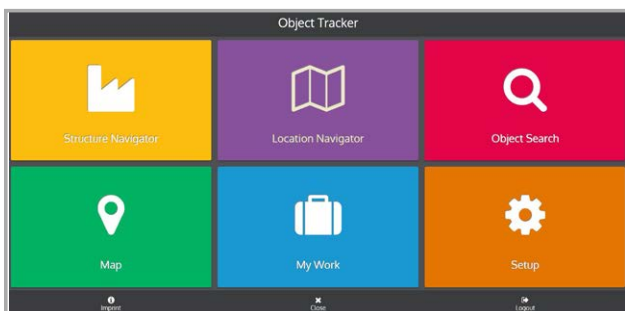 Object Tracker
Structure Navigator
Location Navigator
Object Search
Map
My Work
Setup
Imprint
Close
Logout